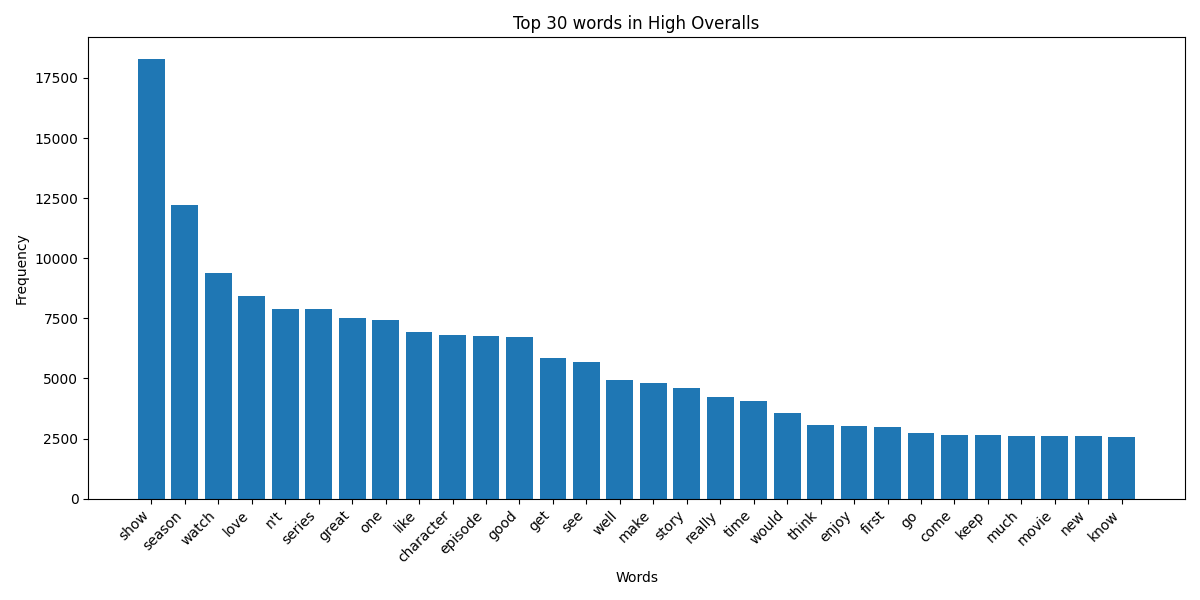 Top 30 words in High Overalls
17500
15000
12500
10000
7500
5000
2500
0
Frequency
show
season
watch
love
n't
series
great
one
like
character
episode
good
get
see
well
make
story
really
time
would
think
enjoy
first
go
come
keep
much
movie
new
know
Words